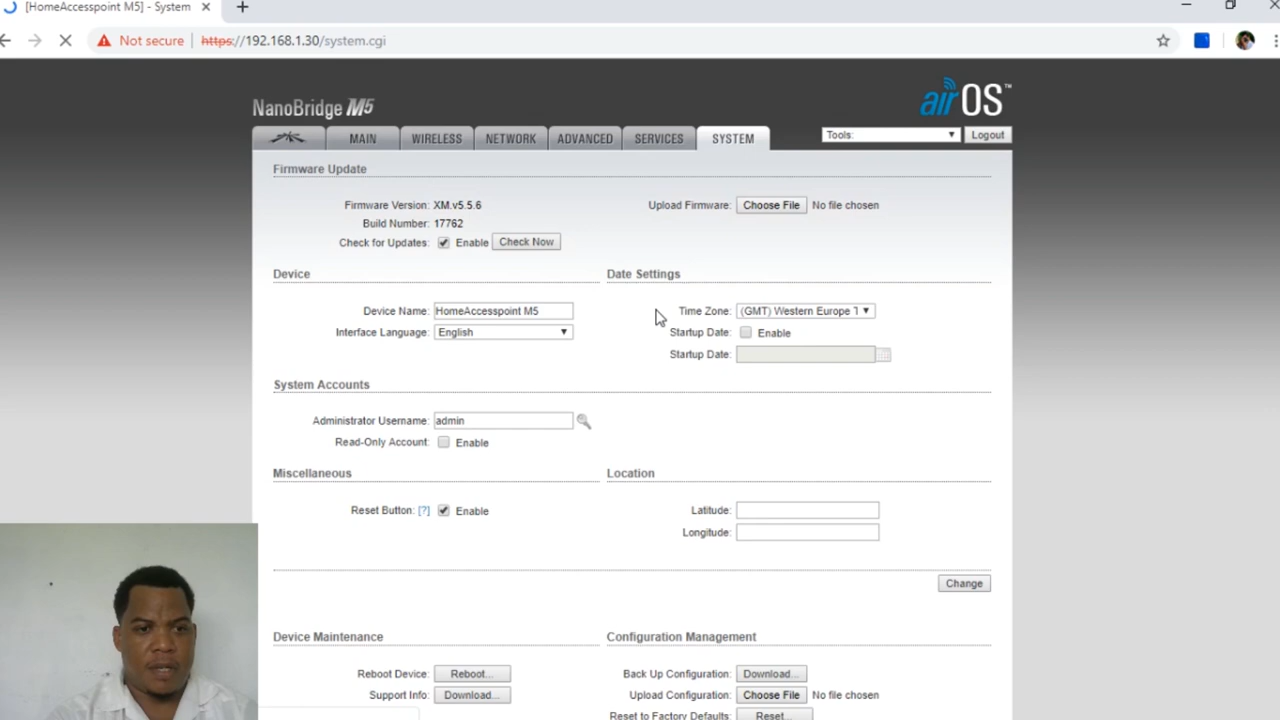 [HomeAccesspoint M5] - System
Not secure https://192.168.1.30/system.cgi
NanoBridge M5
airOS™
MAIN WIRELESS NETWORK ADVANCED SERVICES SYSTEM Tools: Logout
Firmware Update
Firmware Version: XM.v5.5.6 Upload Firmware: Choose File No file chosen
Build Number: 17762
Check for Updates: Enable Check Now
Device Date Settings
Device Name: HomeAccesspoint M5 Time Zone: (GMT) Western Europe T
Interface Language: English Startup Date: Enable
Startup Date:
System Accounts
Administrator Username: admin
Read-Only Account: Enable
Miscellaneous Location
Reset Button: [?] Enable Latitude:
Longitude:
Change
Device Maintenance Configuration Management
Reboot Device: Reboot... Back Up Configuration: Download...
Support Info: Download... Upload Configuration: Choose File No file chosen
Reset to Factory Defaults: Reset...